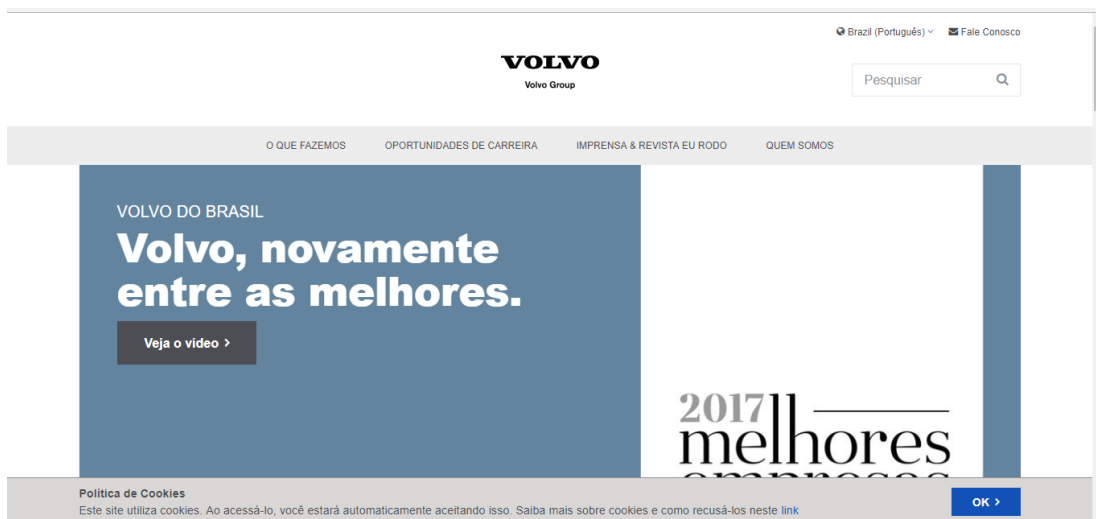 Brazil (Português)
Fale Conosco
VOLVO
Volvo Group
Pesquisar
O QUE FAZEMOS OPORTUNIDADES DE CARREIRA IMPRENSA & REVISTA EU RODO QUEM SOMOS
VOLVO DO BRASIL
Volvo, novamente
entre as melhores.
Veja o vídeo >
2017
melhores
empresas
Política de Cookies
Este site utiliza cookies. Ao acessá-lo, você estará automaticamente aceitando isso. Saiba mais sobre cookies e como recusá-los neste link
OK >